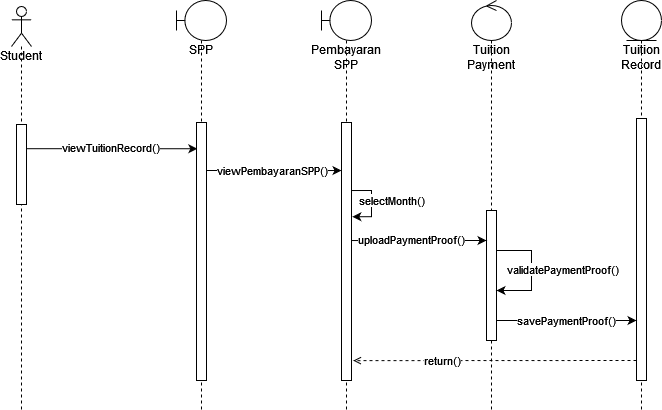 Student
SPP
Pembayaran
SPP
Tuition
Payment
Tuition
Record
viewTuitionRecord()
viewPembayaranSPP()
selectMonth()
uploadPaymentProof()
validatePaymentProof()
savePaymentProof()
return()